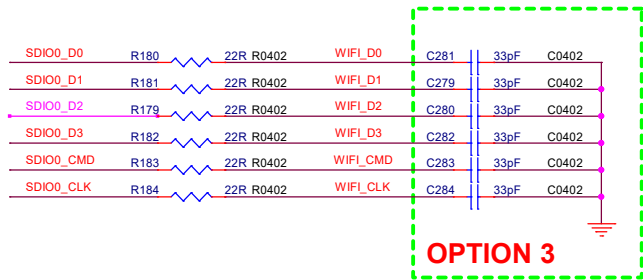 SDIO0_D0 R180 22R R0402 WIFI_D0 C281 33pF C0402
SDIO0_D1 R181 22R R0402 WIFI_D1 C279 33pF C0402
SDIO0_D2 R179 22R R0402 WIFI_D2 C280 33pF C0402
SDIO0_D3 R182 22R R0402 WIFI_D3 C282 33pF C0402
SDIO0_CMD R183 22R R0402 WIFI_CMD C283 33pF C0402
SDIO0_CLK R184 22R R0402 WIFI_CLK C284 33pF C0402
OPTION 3